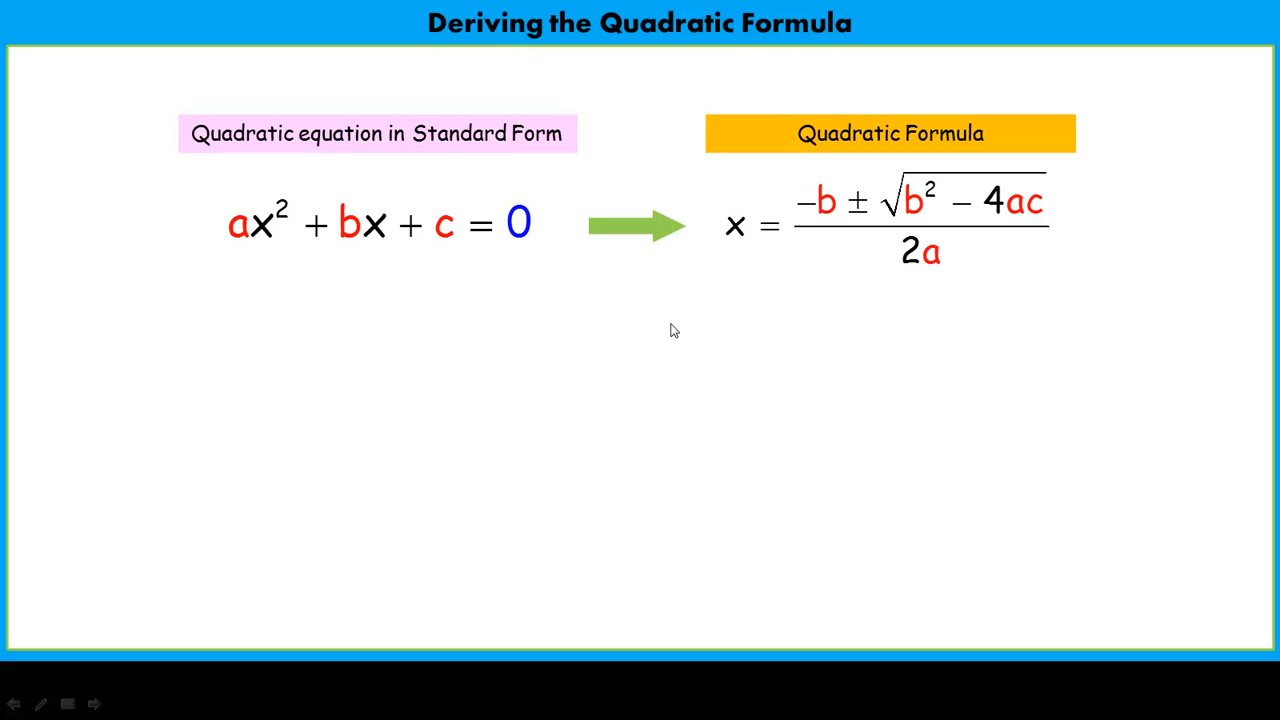 Deriving the Quadratic Formula
Quadratic equation in Standard Form
ax² + bx + c = 0
Quadratic Formula
x = (−b ± √(b² − 4ac)) / 2a